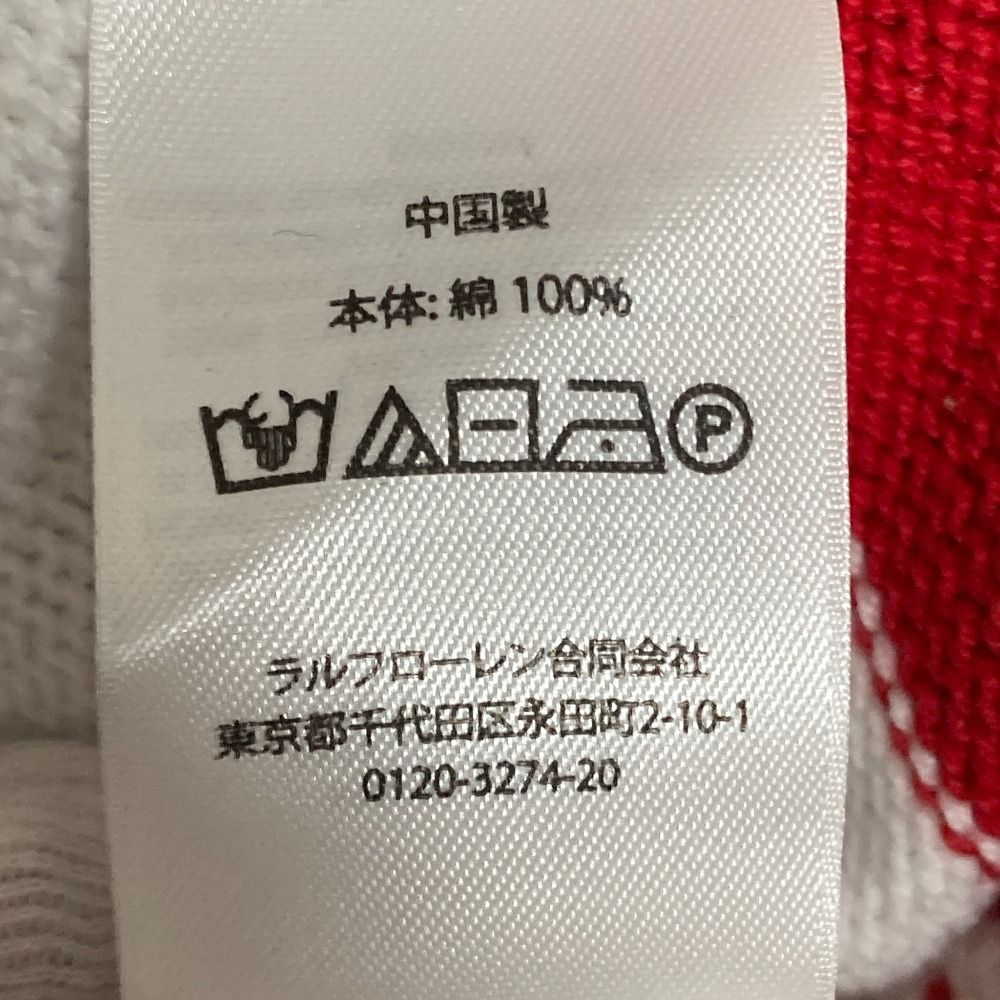 中国製
本体: 綿 100%
P
ラルフローレン合同会社
東京都千代田区永田町2-10-1
0120-3274-20